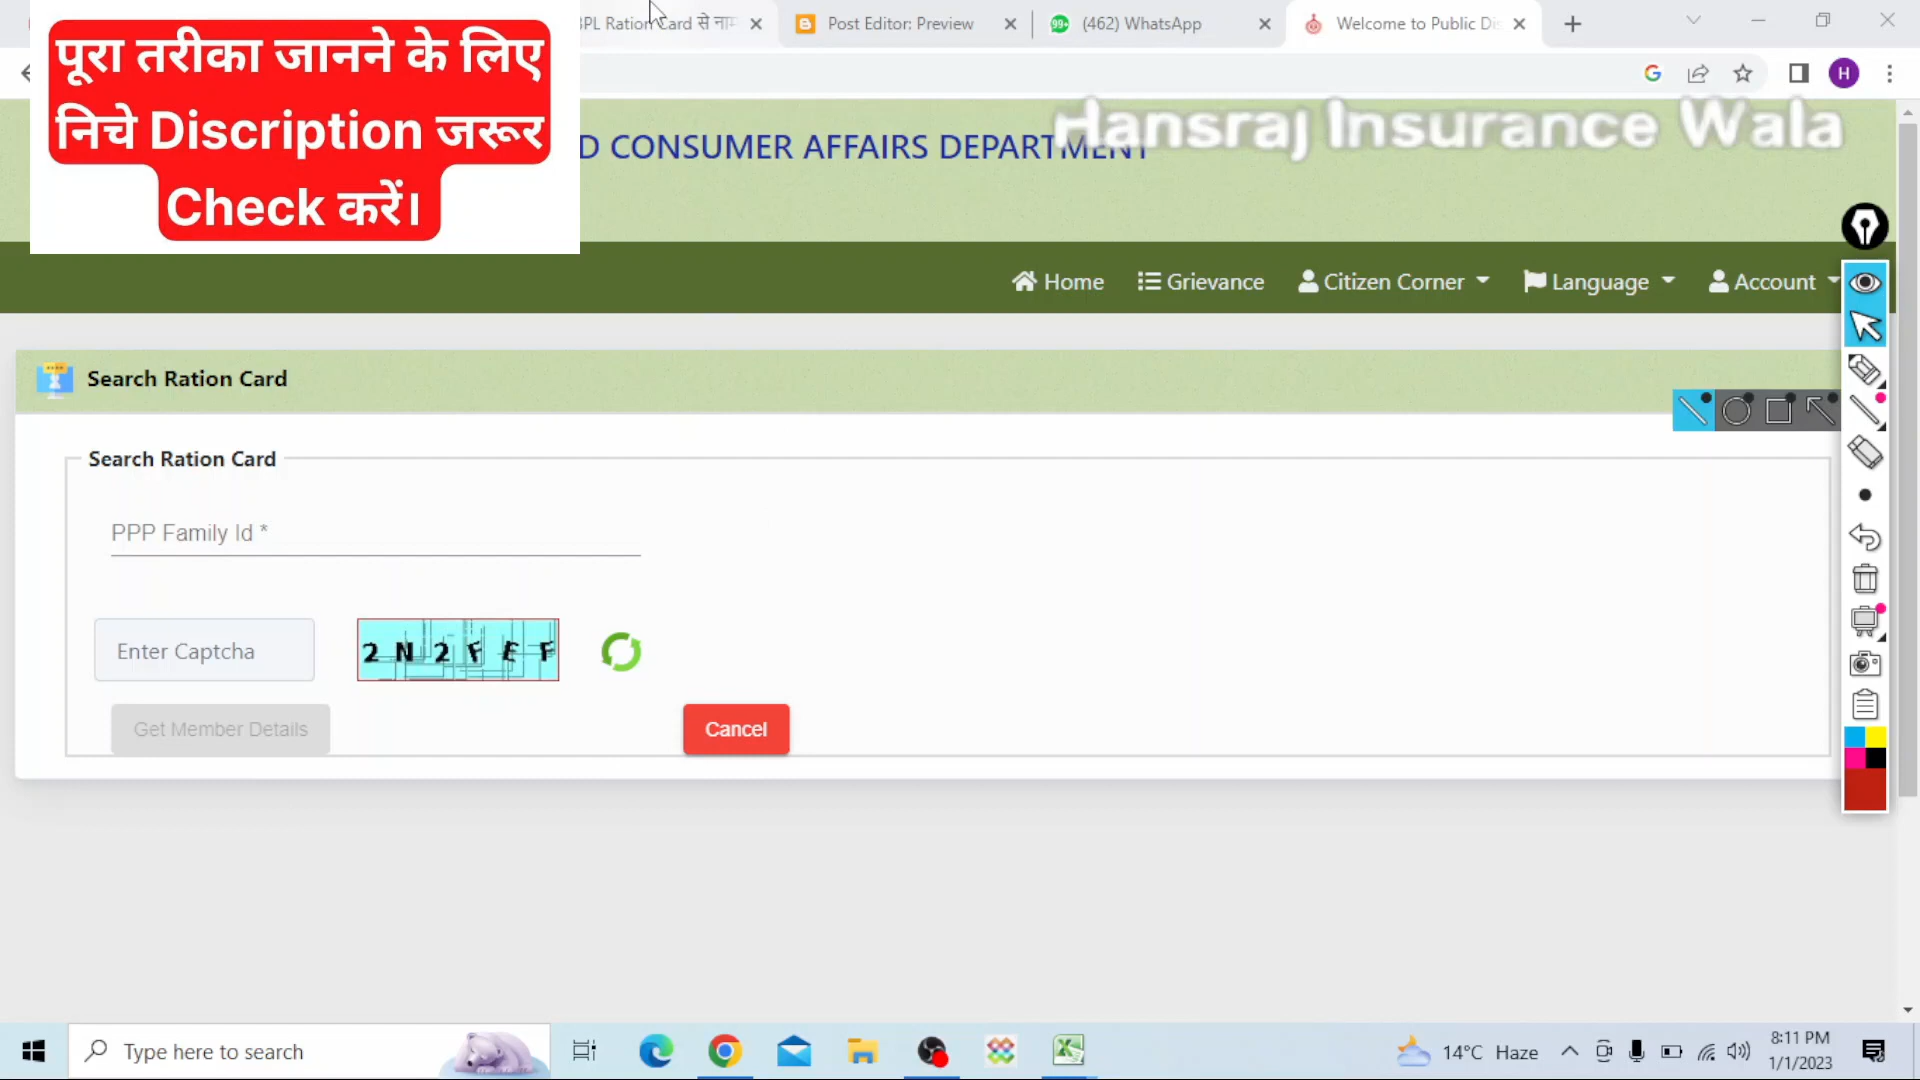 BPL Ration Card से नाम
Post Editor: Preview
99+
(462) WhatsApp
Welcome to Public Dis
H
पूरा तरीका जानने के लिए
निचे Discription जरूर
Check करें।
Hansraj Insurance Wala
D CONSUMER AFFAIRS DEPARTMENT
Home
Grievance
Citizen Corner
Language
Account
Search Ration Card
Search Ration Card
PPP Family Id *
Enter Captcha
2 N 2 F E F
Get Member Details
Cancel
Type here to search
14°C Haze
8:11 PM
1/1/2023